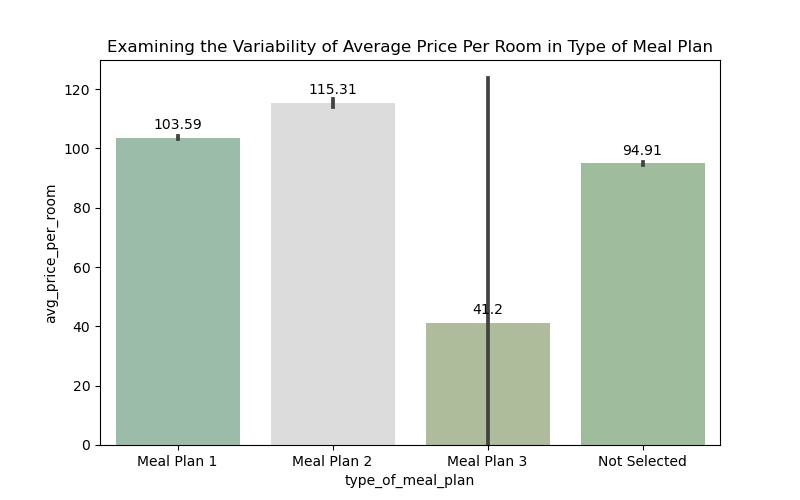 Examining the Variability of Average Price Per Room in Type of Meal Plan
avg_price_per_room
120
100
80
60
40
20
0
103.59
115.31
41.2
94.91
Meal Plan 1
Meal Plan 2
Meal Plan 3
Not Selected
type_of_meal_plan